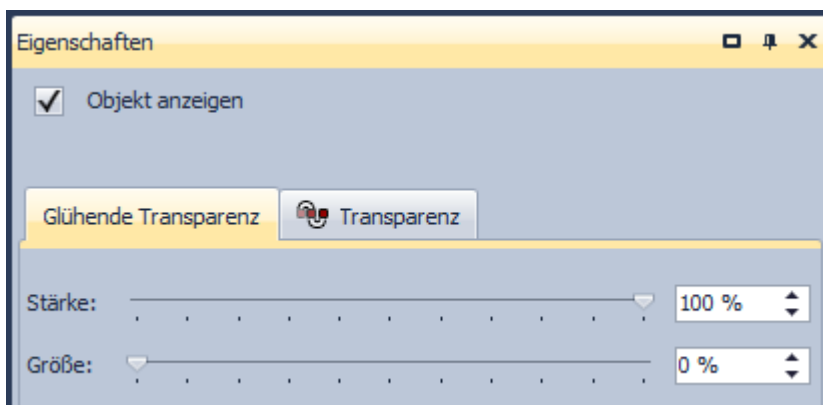 Eigenschaften
Objekt anzeigen
Glühende Transparenz Transparenz
Stärke: 100 %
Größe: 0 %